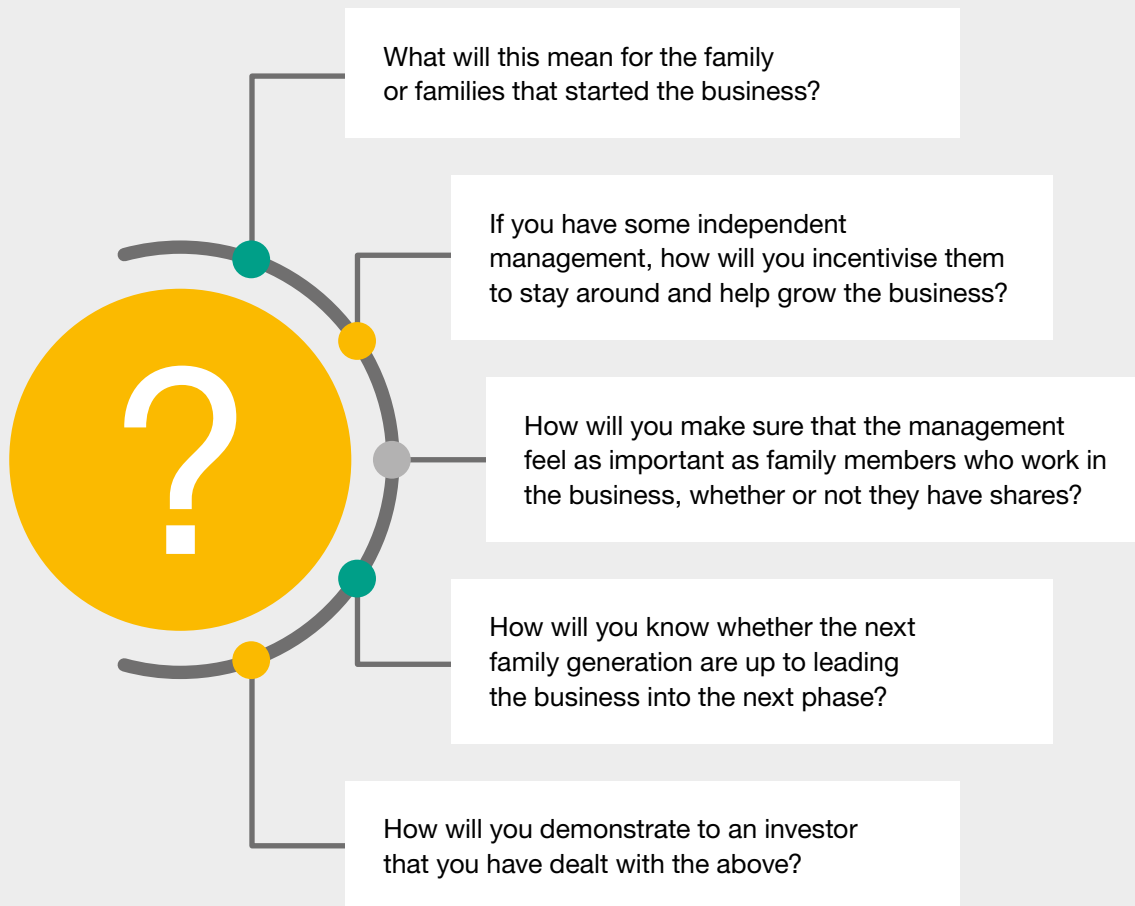 What will this mean for the family
or families that started the business?
If you have some independent
management, how will you incentivise them
to stay around and help grow the business?
?
How will you make sure that the management
feel as important as family members who work in
the business, whether or not they have shares?
How will you know whether the next
family generation are up to leading
the business into the next phase?
How will you demonstrate to an investor
that you have dealt with the above?